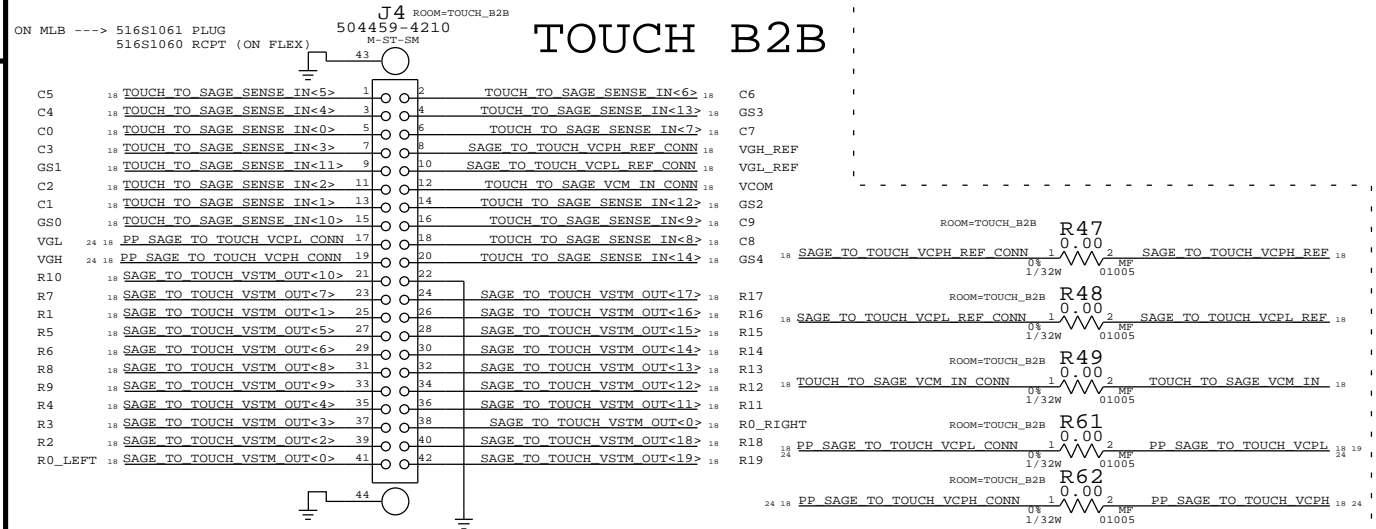 J4 ROOM=TOUCH_B2B
ON MLB ---> 516S1061 PLUG 504459-4210
516S1060 RCPT (ON FLEX) M-ST-SM
TOUCH B2B
43
C5 18 TOUCH_TO_SAGE_SENSE_IN<5> 1 2 TOUCH_TO_SAGE_SENSE_IN<6> 18 C6
C4 18 TOUCH_TO_SAGE_SENSE_IN<4> 3 4 TOUCH_TO_SAGE_SENSE_IN<13> 18 GS3
C0 18 TOUCH_TO_SAGE_SENSE_IN<0> 5 6 TOUCH_TO_SAGE_SENSE_IN<7> 18 C7
C3 18 TOUCH_TO_SAGE_SENSE_IN<3> 7 8 SAGE_TO_TOUCH_VCPH_REF_CONN 18 VGH_REF
GS1 18 TOUCH_TO_SAGE_SENSE_IN<11> 9 10 SAGE_TO_TOUCH_VCPL_REF_CONN 18 VGL_REF
C2 18 TOUCH_TO_SAGE_SENSE_IN<2> 11 12 TOUCH_TO_SAGE_VCM_IN_CONN 18 VCOM
C1 18 TOUCH_TO_SAGE_SENSE_IN<1> 13 14 TOUCH_TO_SAGE_SENSE_IN<12> 18 GS2
GS0 18 TOUCH_TO_SAGE_SENSE_IN<10> 15 16 TOUCH_TO_SAGE_SENSE_IN<9> 18 C9
VGL 24 18 PP_SAGE_TO_TOUCH_VCPL_CONN 17 18 TOUCH_TO_SAGE_SENSE_IN<8> 18 C8
VGH 24 18 PP_SAGE_TO_TOUCH_VCPH_CONN 19 20 TOUCH_TO_SAGE_SENSE_IN<14> 18 GS4
R10 18 SAGE_TO_TOUCH_VSTM_OUT<10> 21 22
R7 18 SAGE_TO_TOUCH_VSTM_OUT<7> 23 24 SAGE_TO_TOUCH_VSTM_OUT<17> 18 R17
R1 18 SAGE_TO_TOUCH_VSTM_OUT<1> 25 26 SAGE_TO_TOUCH_VSTM_OUT<16> 18 R16
R5 18 SAGE_TO_TOUCH_VSTM_OUT<5> 27 28 SAGE_TO_TOUCH_VSTM_OUT<15> 18 R15
R6 18 SAGE_TO_TOUCH_VSTM_OUT<6> 29 30 SAGE_TO_TOUCH_VSTM_OUT<14> 18 R14
R8 18 SAGE_TO_TOUCH_VSTM_OUT<8> 31 32 SAGE_TO_TOUCH_VSTM_OUT<13> 18 R13
R9 18 SAGE_TO_TOUCH_VSTM_OUT<9> 33 34 SAGE_TO_TOUCH_VSTM_OUT<12> 18 R12
R4 18 SAGE_TO_TOUCH_VSTM_OUT<4> 35 36 SAGE_TO_TOUCH_VSTM_OUT<11> 18 R11
R3 18 SAGE_TO_TOUCH_VSTM_OUT<3> 37 38 SAGE_TO_TOUCH_VSTM_OUT<0> 18 R0_RIGHT
R2 18 SAGE_TO_TOUCH_VSTM_OUT<2> 39 40 SAGE_TO_TOUCH_VSTM_OUT<18> 18 R18
R0_LEFT 18 SAGE_TO_TOUCH_VSTM_OUT<0> 41 42 SAGE_TO_TOUCH_VSTM_OUT<19> 18 R19
44
ROOM=TOUCH_B2B R47
0.00
18 SAGE_TO_TOUCH_VCPH_REF_CONN 1 2 SAGE_TO_TOUCH_VCPH_REF 18
0% MF
1/32W 01005
ROOM=TOUCH_B2B R48
0.00
18 SAGE_TO_TOUCH_VCPL_REF_CONN 1 2 SAGE_TO_TOUCH_VCPL_REF 18
0% MF
1/32W 01005
ROOM=TOUCH_B2B R49
0.00
18 TOUCH_TO_SAGE_VCM_IN_CONN 1 2 TOUCH_TO_SAGE_VCM_IN 18
0% MF
1/32W 01005
ROOM=TOUCH_B2B R61
0.00
18 24 PP_SAGE_TO_TOUCH_VCPL_CONN 1 2 PP_SAGE_TO_TOUCH_VCPL 18 19 24
0% MF
1/32W 01005
ROOM=TOUCH_B2B R62
0.00
24 18 PP_SAGE_TO_TOUCH_VCPH_CONN 1 2 PP_SAGE_TO_TOUCH_VCPH 18 24
0% MF
1/32W 01005